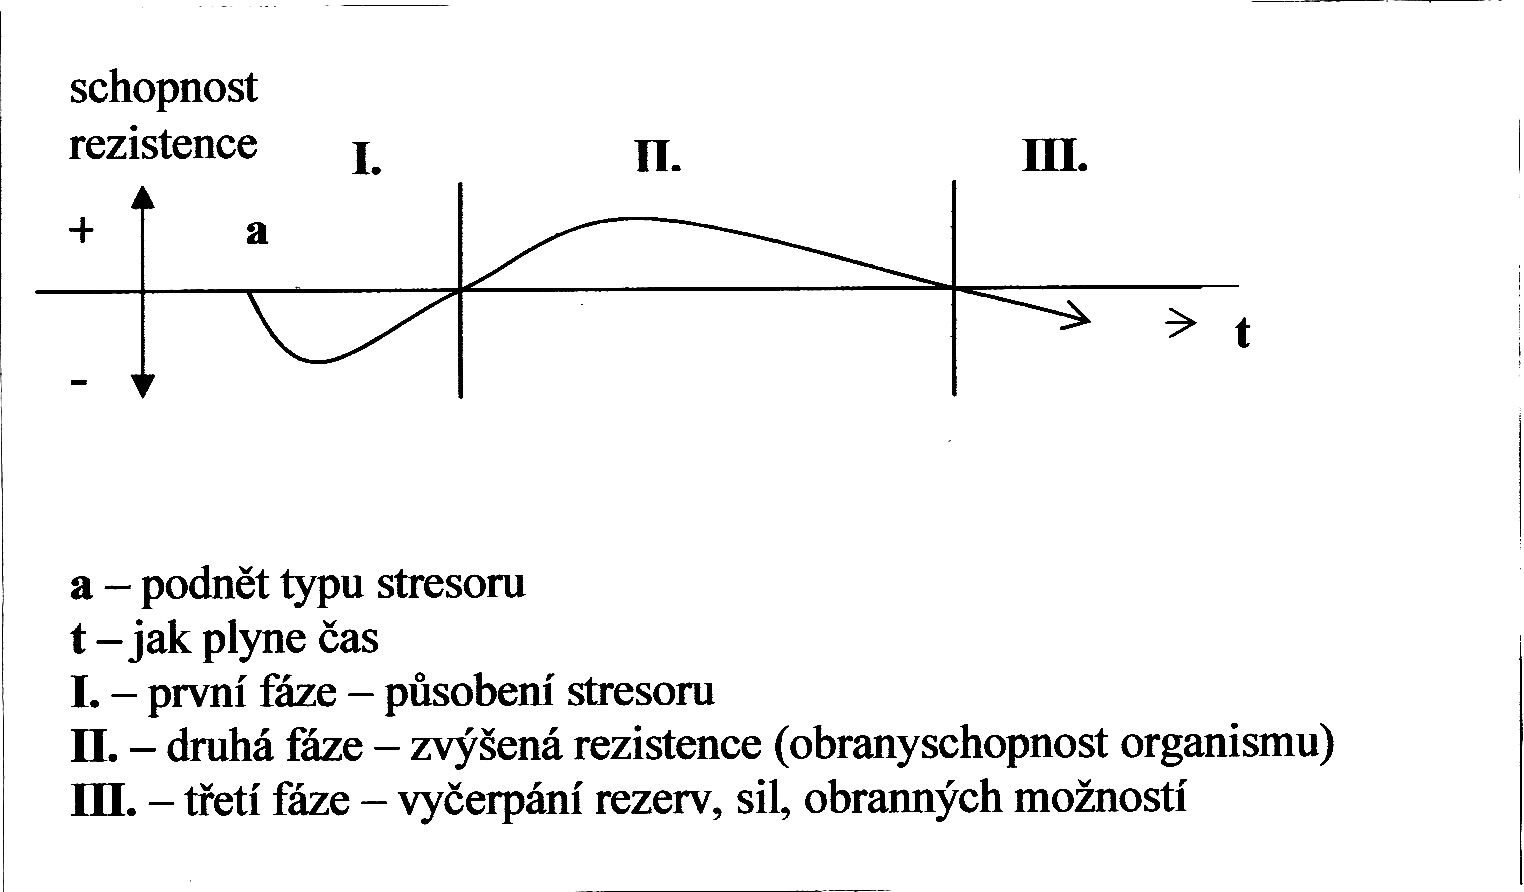 schopnost
rezistence
I.
II.
III.
+
a
-
t
a – podnět typu stresoru
t – jak plyne čas
I. – první fáze – působení stresoru
II. – druhá fáze – zvýšená rezistence (obranyschopnost organismu)
III. – třetí fáze – vyčerpání rezerv, sil, obranných možností